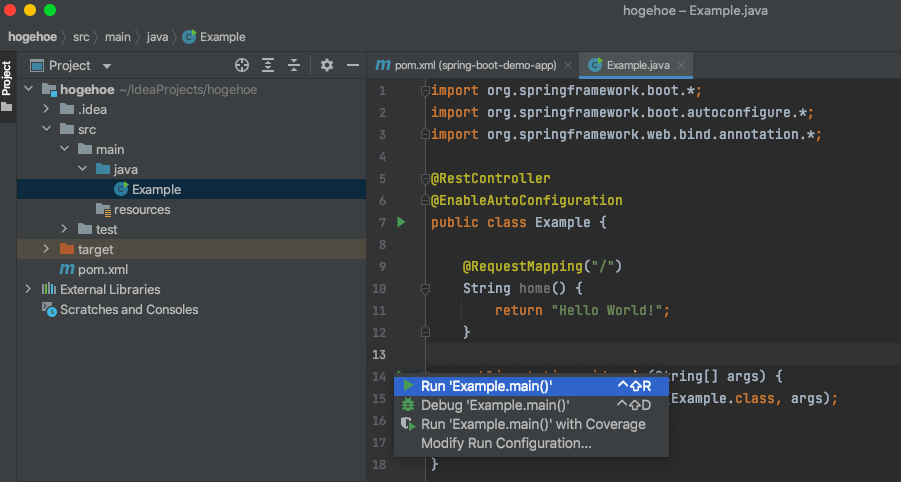 hogehoe – Example.java
hogehoe src main java Example
Project
Project
hogehoe ~/IdeaProjects/hogehoe
.idea
src
main
java
Example
resources
test
target
pom.xml
External Libraries
Scratches and Consoles
pom.xml (spring-boot-demo-app) Example.java
1 import org.springframework.boot.*;
2 import org.springframework.boot.autoconfigure.*;
3 import org.springframework.web.bind.annotation.*;
4
5 @RestController
6 @EnableAutoConfiguration
7 public class Example {
8
9 @RequestMapping("/")
10 String home() {
11 return "Hello World!";
12 }
13
14 (String[] args) {
15 (Example.class, args);
17
18 }
Run 'Example.main()' ⌃⇧R
Debug 'Example.main()' ⌃⇧D
Run 'Example.main()' with Coverage
Modify Run Configuration...